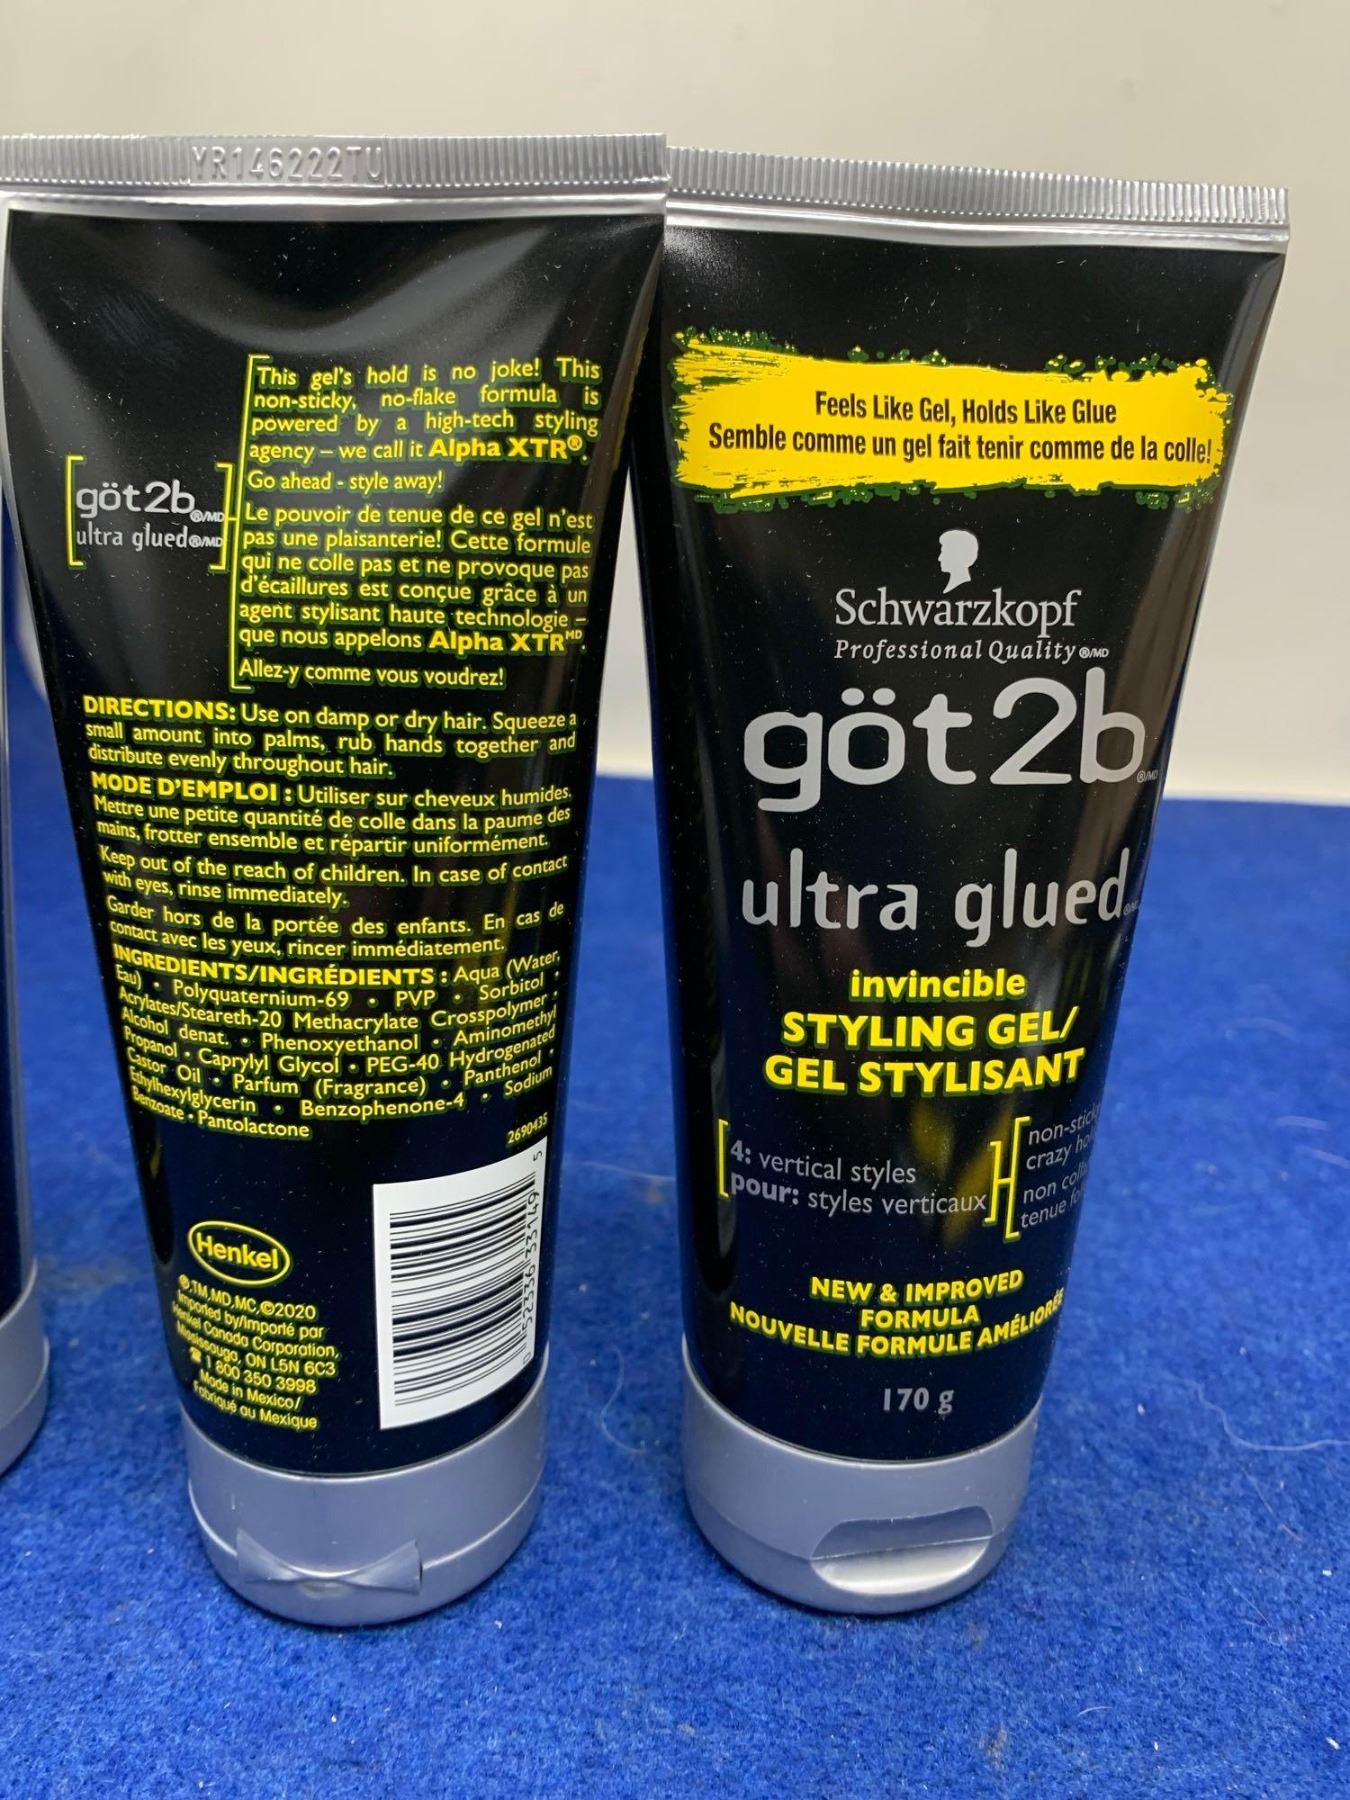 YR146222TU
This gel's hold is no joke! This
non-sticky, no-flake formula is
powered by a high-tech styling
agency – we call it Alpha XTR®.
Go ahead - style away!
göt2b®/MD
ultra glued®/MD
Le pouvoir de tenue de ce gel n'est
pas une plaisanterie! Cette formule
qui ne colle pas et ne provoque pas
d'écaillures est conçue grâce à un
agent stylisant haute technologie –
que nous appelons Alpha XTRMD.
Allez-y comme vous voudrez!
DIRECTIONS: Use on damp or dry hair. Squeeze a
small amount into palms, rub hands together and
distribute evenly throughout hair.
MODE D'EMPLOI : Utiliser sur cheveux humides.
Mettre une petite quantité de colle dans la paume des
mains, frotter ensemble et répartir uniformément.
Keep out of the reach of children. In case of contact
with eyes, rinse immediately.
Garder hors de la portée des enfants. En cas de
contact avec les yeux, rincer immédiatement.
INGREDIENTS/INGRÉDIENTS : Aqua (Water,
Eau) • Polyquaternium-69 • PVP • Sorbitol •
Acrylates/Steareth-20 Methacrylate Crosspolymer •
Alcohol denat. • Phenoxyethanol • Aminomethyl
Propanol • Caprylyl Glycol • PEG-40 Hydrogenated
Castor Oil • Parfum (Fragrance) • Panthenol •
Ethylhexylglycerin • Benzophenone-4 • Sodium
Benzoate • Pantolactone
2690435
Henkel
®,TM,MD,MC,©2020
Imported by/Importé par
Henkel Canada Corporation,
Mississauga, ON L5N 6C3
☎ 1 800 350 3998
Made in Mexico/
Fabriqué au Mexique
0 52336 33149 5
Feels Like Gel, Holds Like Glue
Semble comme un gel fait tenir comme de la colle!
Schwarzkopf
Professional Quality®/MD
göt2b®/MD
ultra glued
invincible
STYLING GEL/
GEL STYLISANT
4: vertical styles
pour: styles verticaux
non-stick
crazy
non
tenue
NEW & IMPROVED
FORMULA
NOUVELLE FORMULE AMÉLIORÉE
170 g